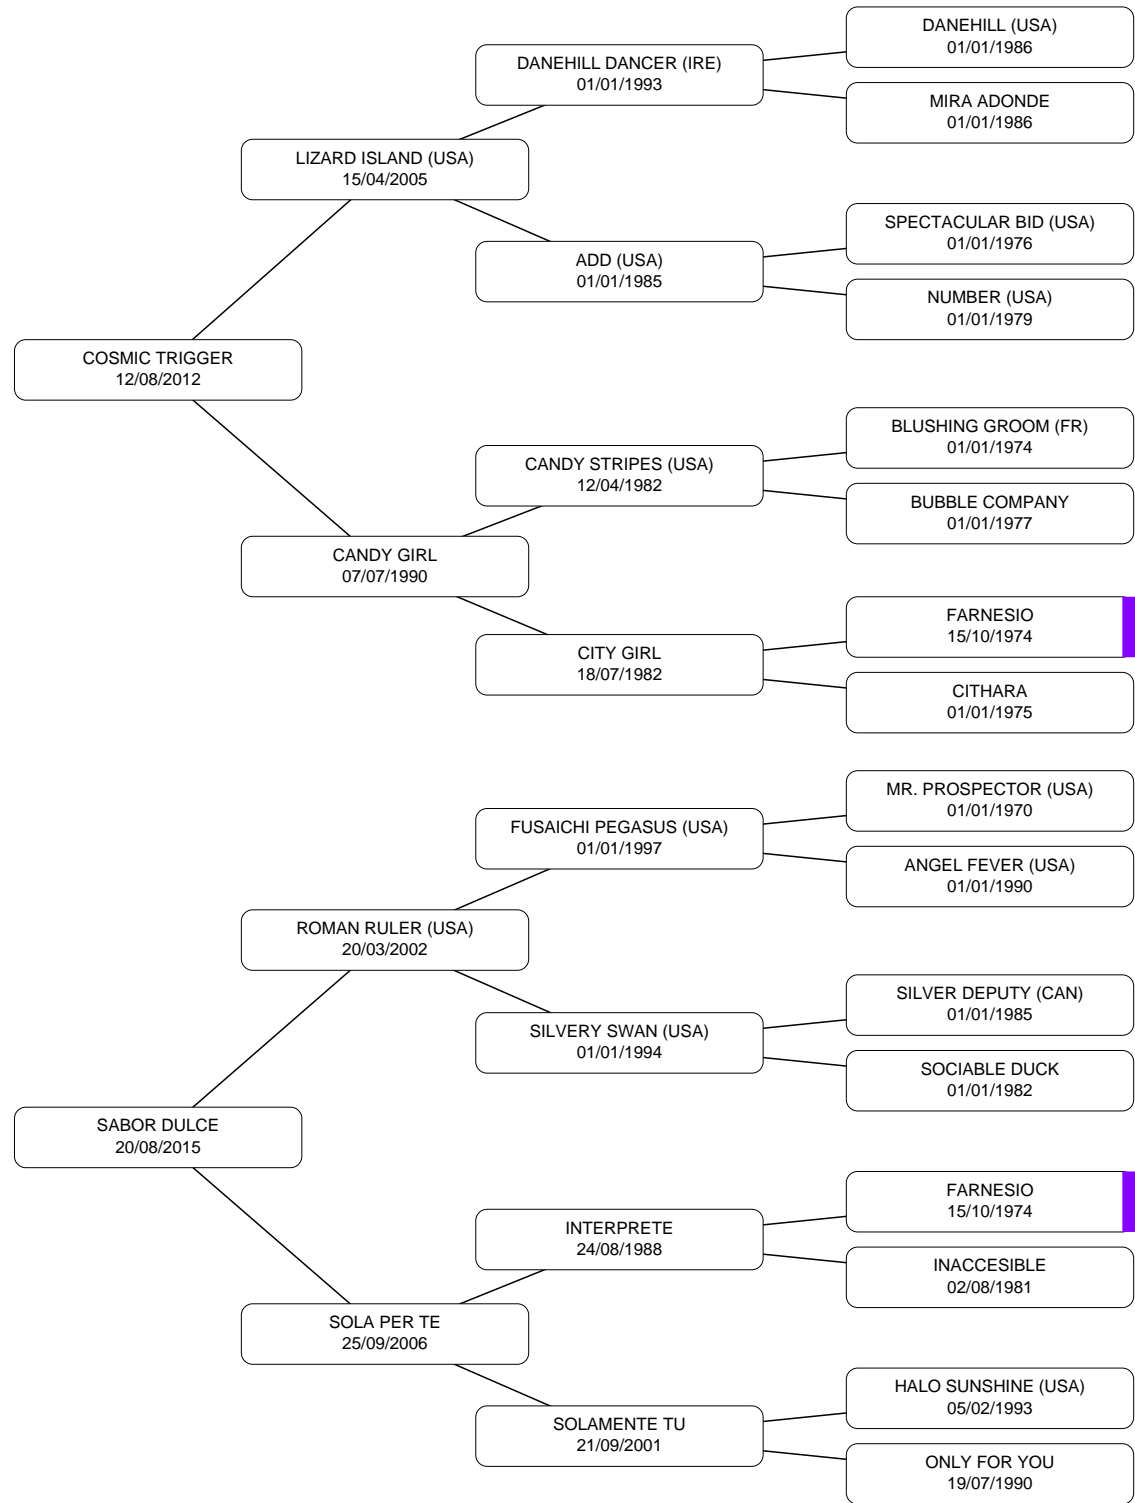 DANEHILL (USA)
01/01/1986
DANEHILL DANCER (IRE)
01/01/1993
MIRA ADONDE
01/01/1986
LIZARD ISLAND (USA)
15/04/2005
SPECTACULAR BID (USA)
01/01/1976
ADD (USA)
01/01/1985
NUMBER (USA)
01/01/1979
COSMIC TRIGGER
12/08/2012
BLUSHING GROOM (FR)
01/01/1974
CANDY STRIPES (USA)
12/04/1982
BUBBLE COMPANY
01/01/1977
CANDY GIRL
07/07/1990
FARNESIO
15/10/1974
CITY GIRL
18/07/1982
CITHARA
01/01/1975
MR. PROSPECTOR (USA)
01/01/1970
FUSAICHI PEGASUS (USA)
01/01/1997
ANGEL FEVER (USA)
01/01/1990
ROMAN RULER (USA)
20/03/2002
SILVER DEPUTY (CAN)
01/01/1985
SILVERY SWAN (USA)
01/01/1994
SOCIABLE DUCK
01/01/1982
SABOR DULCE
20/08/2015
FARNESIO
15/10/1974
INTERPRETE
24/08/1988
INACCESIBLE
02/08/1981
SOLA PER TE
25/09/2006
HALO SUNSHINE (USA)
05/02/1993
SOLAMENTE TU
21/09/2001
ONLY FOR YOU
19/07/1990